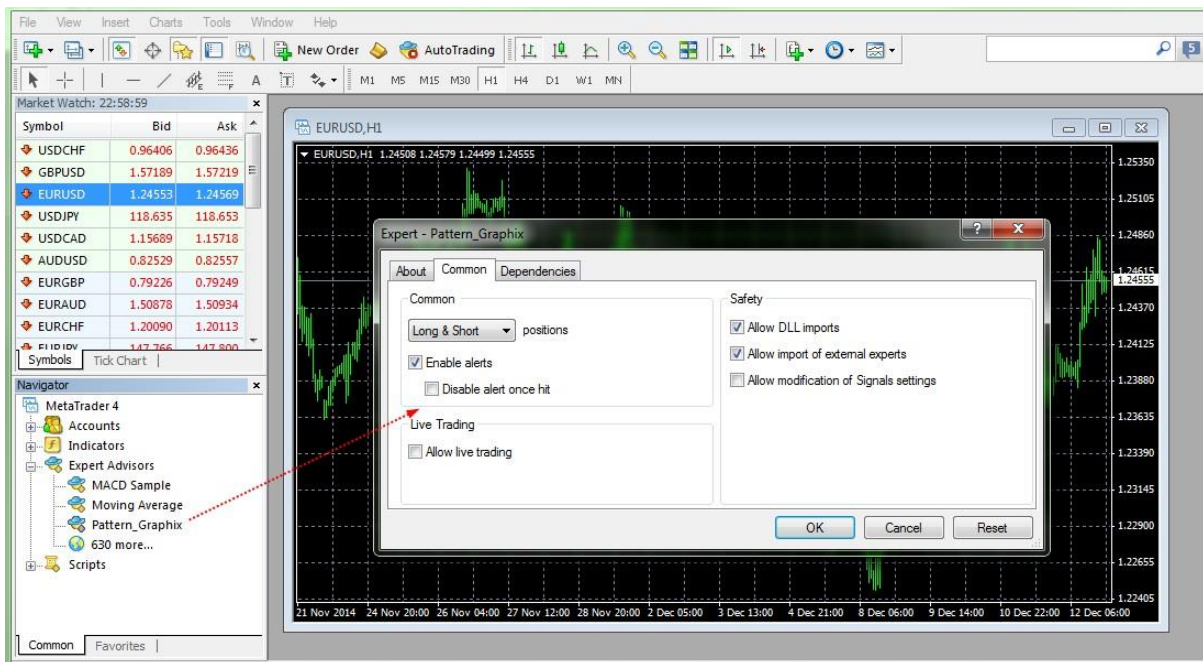 File View Insert Charts Tools Window Help
New Order AutoTrading 5
A T M1 M5 M15 M30 H1 H4 D1 W1 MN
Market Watch: 22:58:59
Symbol Bid Ask
USDCHF 0.96406 0.96436
GBPUSD 1.57189 1.57219
EURUSD 1.24553 1.24569
USDJPY 118.635 118.653
USDCAD 1.15689 1.15718
AUDUSD 0.82529 0.82557
EURGBP 0.79226 0.79249
EURAUD 1.50878 1.50934
EURCHF 1.20090 1.20113
EURJPY 147.766 147.800
Symbols Tick Chart
Navigator
MetaTrader 4
Accounts
Indicators
Expert Advisors
MACD Sample
Moving Average
Pattern_Graphix
630 more...
Scripts
Common Favorites
EURUSD,H1
EURUSD,H1 1.24508 1.24579 1.24499 1.24555
1.25350
1.25105
1.24860
1.24615
1.24555
1.24370
1.24125
1.23880
1.23635
1.23390
1.23145
1.22900
1.22655
1.22405
21 Nov 2014 24 Nov 20:00 26 Nov 04:00 27 Nov 12:00 28 Nov 20:00 2 Dec 05:00 3 Dec 13:00 4 Dec 21:00 8 Dec 06:00 9 Dec 14:00 10 Dec 22:00 12 Dec 06:00
Expert - Pattern_Graphix
About Common Dependencies
Common
Long & Short positions
Enable alerts
Disable alert once hit
Live Trading
Allow live trading
Safety
Allow DLL imports
Allow import of external experts
Allow modification of Signals settings
OK Cancel Reset